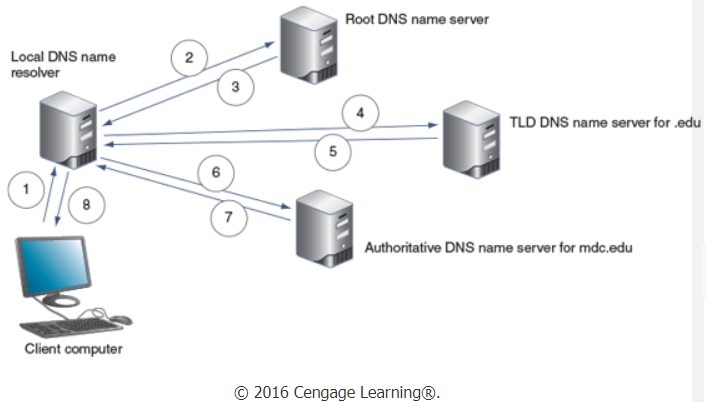 Root DNS name server
Local DNS name
resolver
2
3
4
TLD DNS name server for .edu
5
6
1
8
7
Authoritative DNS name server for mdc.edu
Client computer
© 2016 Cengage Learning®.